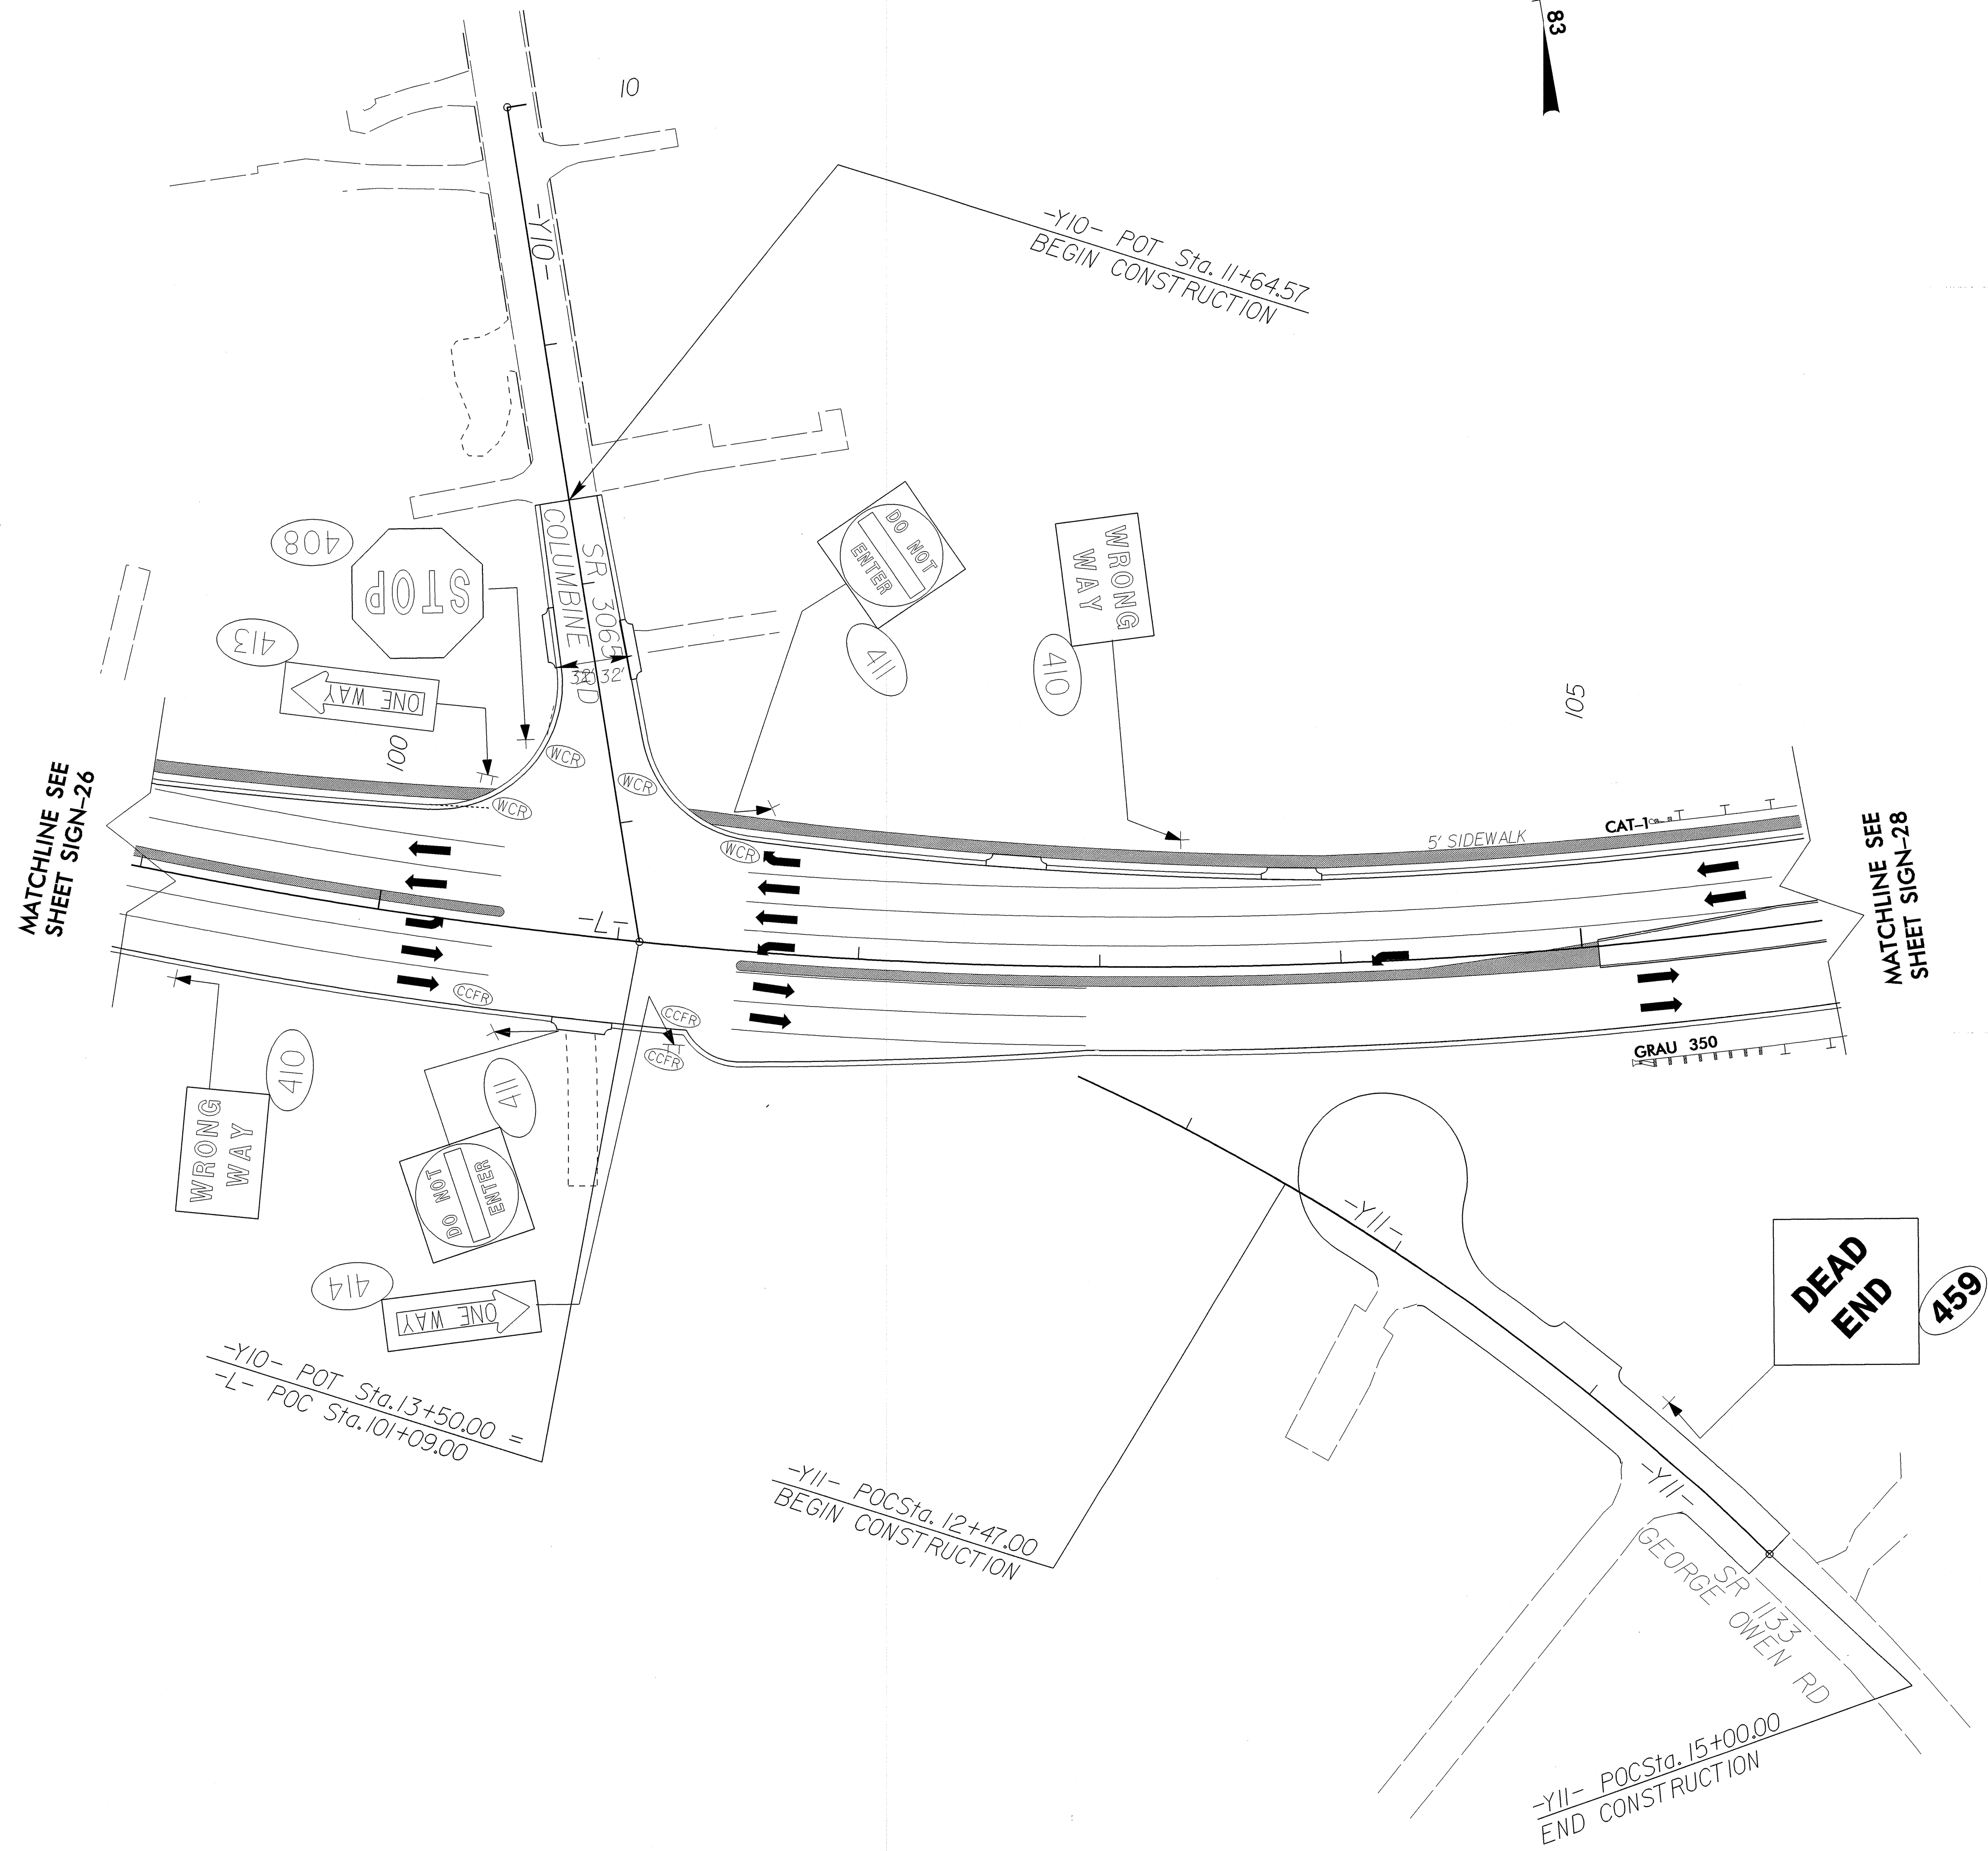 83
10
-Y10-
-Y10- POT Sta. 11+64.57
BEGIN CONSTRUCTION
408
STOP
SR 3065
COLUMBINE
D
32' 32'
DO NOT
ENTER
411
WRONG
WAY
410
413
ONE WAY
100
105
WCR
WCR
WCR
WCR
MATCHLINE SEE
SHEET SIGN-26
5' SIDEWALK
CAT-1
MATCHLINE SEE
SHEET SIGN-28
-L-
CCFR
CCFR
CCFR
GRAU 350
410
WRONG
WAY
411
DO NOT
ENTER
414
ONE WAY
-Y10- POT Sta. 13+50.00 =
-L- POC Sta. 101+09.00
-Y11-
DEAD
END
459
-Y11- POCSta. 12+47.00
BEGIN CONSTRUCTION
-Y11-
SR 1133
GEORGE OWEN RD
-Y11- POCSta. 15+00.00
END CONSTRUCTION